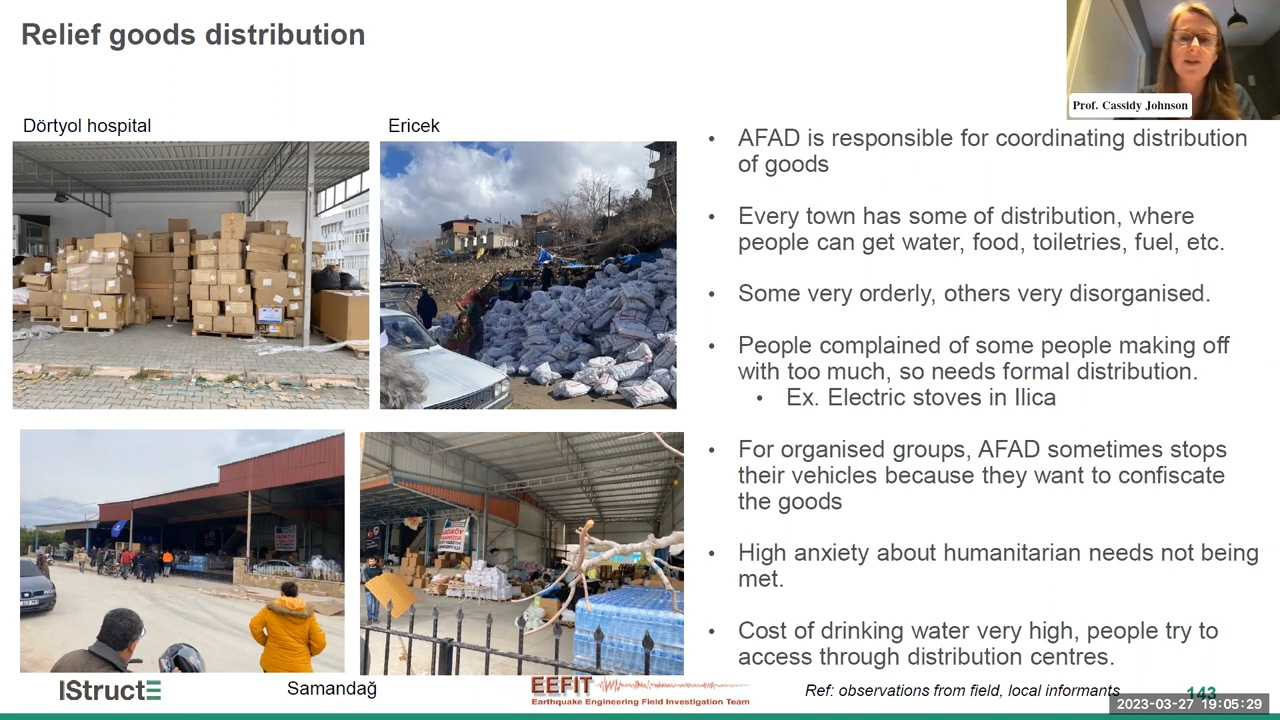 Relief goods distribution
Prof. Cassidy Johnson
Dörtyol hospital
Ericek
• AFAD is responsible for coordinating distribution
of goods
• Every town has some of distribution, where
people can get water, food, toiletries, fuel, etc.
• Some very orderly, others very disorganised.
• People complained of some people making off
with too much, so needs formal distribution.
• Ex. Electric stoves in Ilica
• For organised groups, AFAD sometimes stops
their vehicles because they want to confiscate
the goods
• High anxiety about humanitarian needs not being
met.
• Cost of drinking water very high, people try to
access through distribution centres.
Samandağ
IStructE
EEFIT
Earthquake Engineering Field Investigation Team
Ref: observations from field, local informants
143
2023-03-27 19:05:29